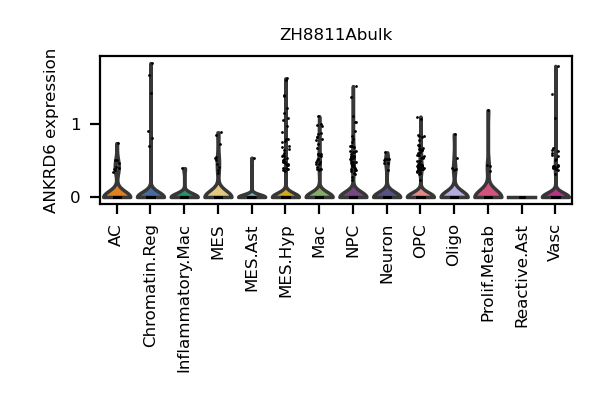 ZH8811Abulk
ANKRD6 expression
1
0
AC
Chromatin.Reg
Inflammatory.Mac
MES
MES.Ast
MES.Hyp
Mac
NPC
Neuron
OPC
Oligo
Prolif.Metab
Reactive.Ast
Vasc